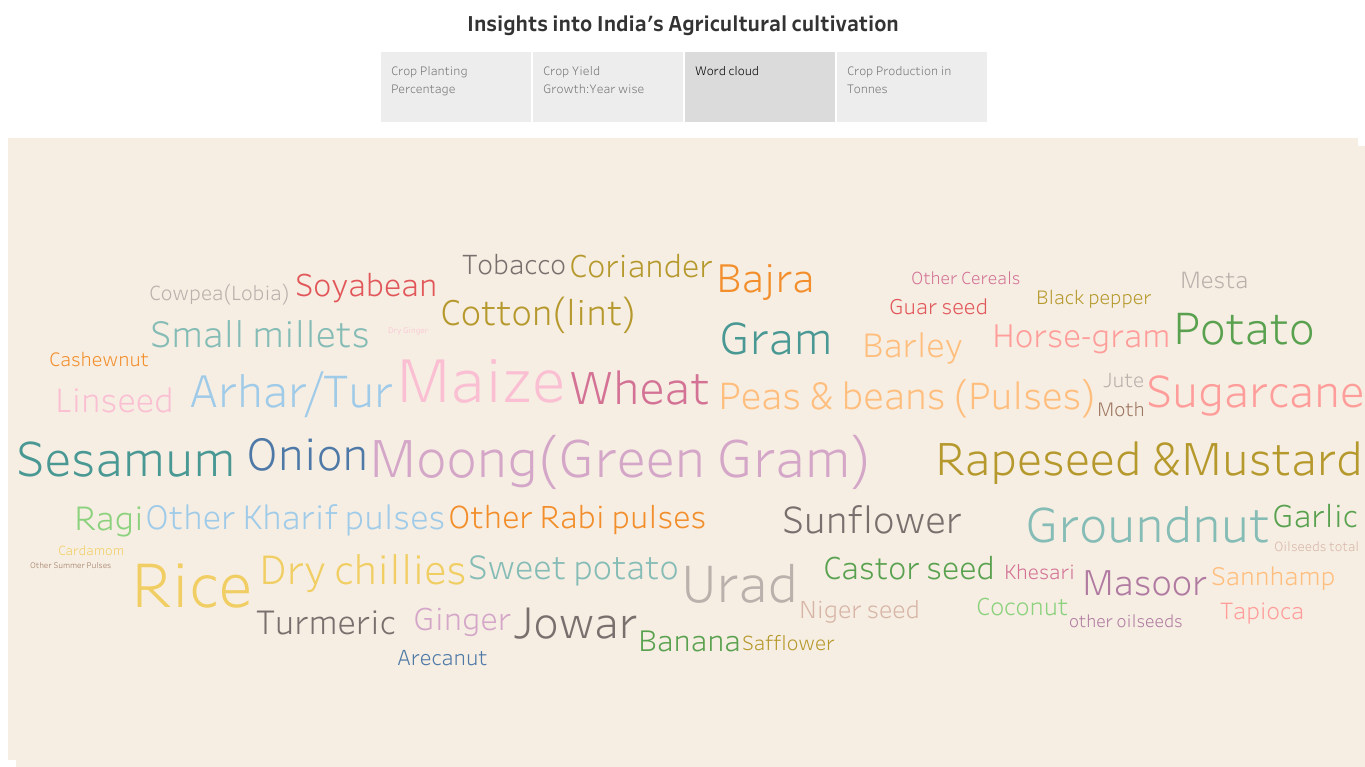 Insights into India's Agricultural cultivation
Crop Planting
Percentage
Crop Yield
Growth:Year wise
Word cloud
Crop Production in
Tonnes
Tobacco Coriander Bajra Other Cereals Mesta
Cowpea(Lobia) Soyabean Guar seed Black pepper
Small millets Dry Ginger Cotton(lint) Gram Barley Horse-gram Potato
Cashewnut
Linseed Arhar/Tur Maize Wheat Peas & beans (Pulses) Jute Sugarcane
Moth
Sesamum Onion Moong(Green Gram) Rapeseed &Mustard
Ragi Other Kharif pulses Other Rabi pulses Sunflower Groundnut Garlic
Cardamom Oilseeds total
Other Summer Pulses
Rice Dry chillies Sweet potato Urad Castor seed Khesari Masoor Sannhamp
Turmeric Ginger Jowar Niger seed Coconut other oilseeds Tapioca
Arecanut Banana Safflower